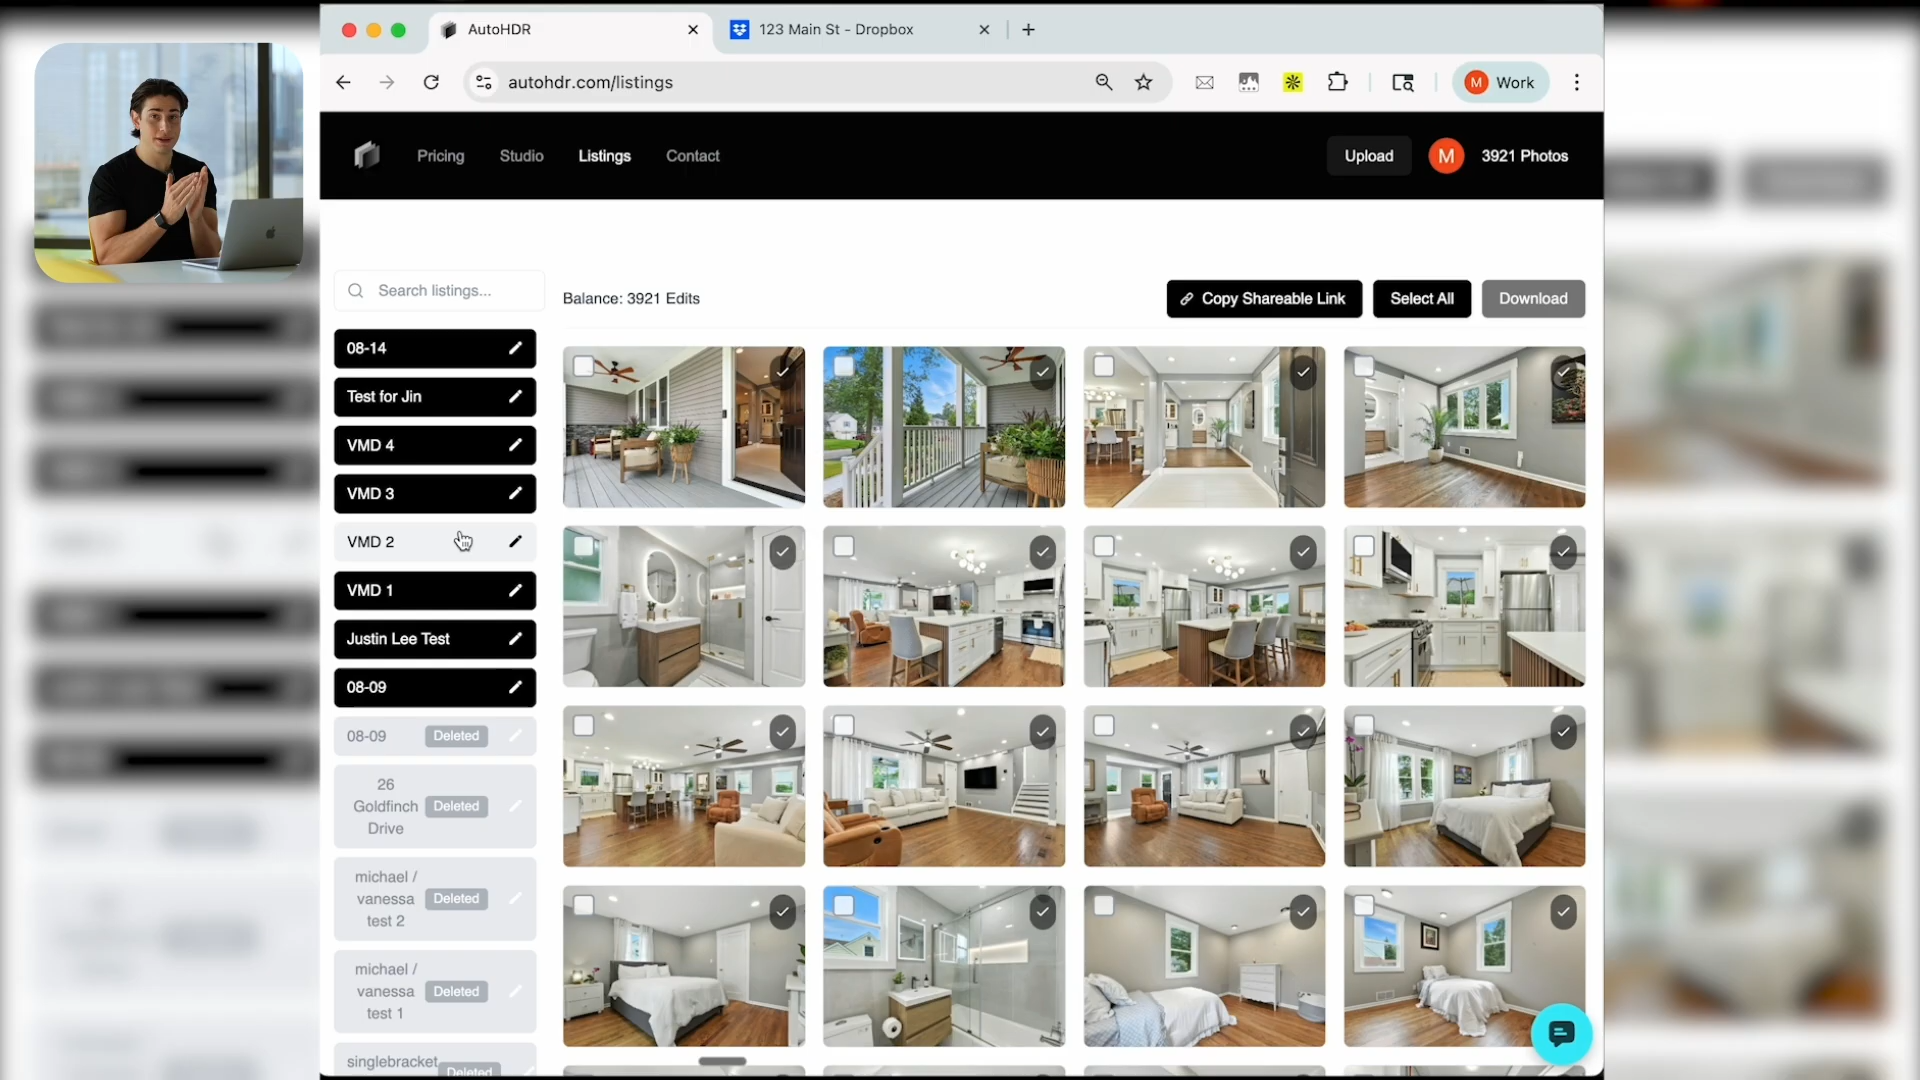 AutoHDR
123 Main St - Dropbox
autohdr.com/listings
M Work
Pricing
Studio
Listings
Contact
Upload
M
3921 Photos
Search listings...
Balance: 3921 Edits
Copy Shareable Link
Select All
Download
08-14
Test for Jin
VMD 4
VMD 3
VMD 2
VMD 1
Justin Lee Test
08-09
08-09 Deleted
26
Goldfinch
Drive
Deleted
michael /
vanessa
test 2
Deleted
michael /
vanessa
test 1
Deleted
singlebracket
Deleted